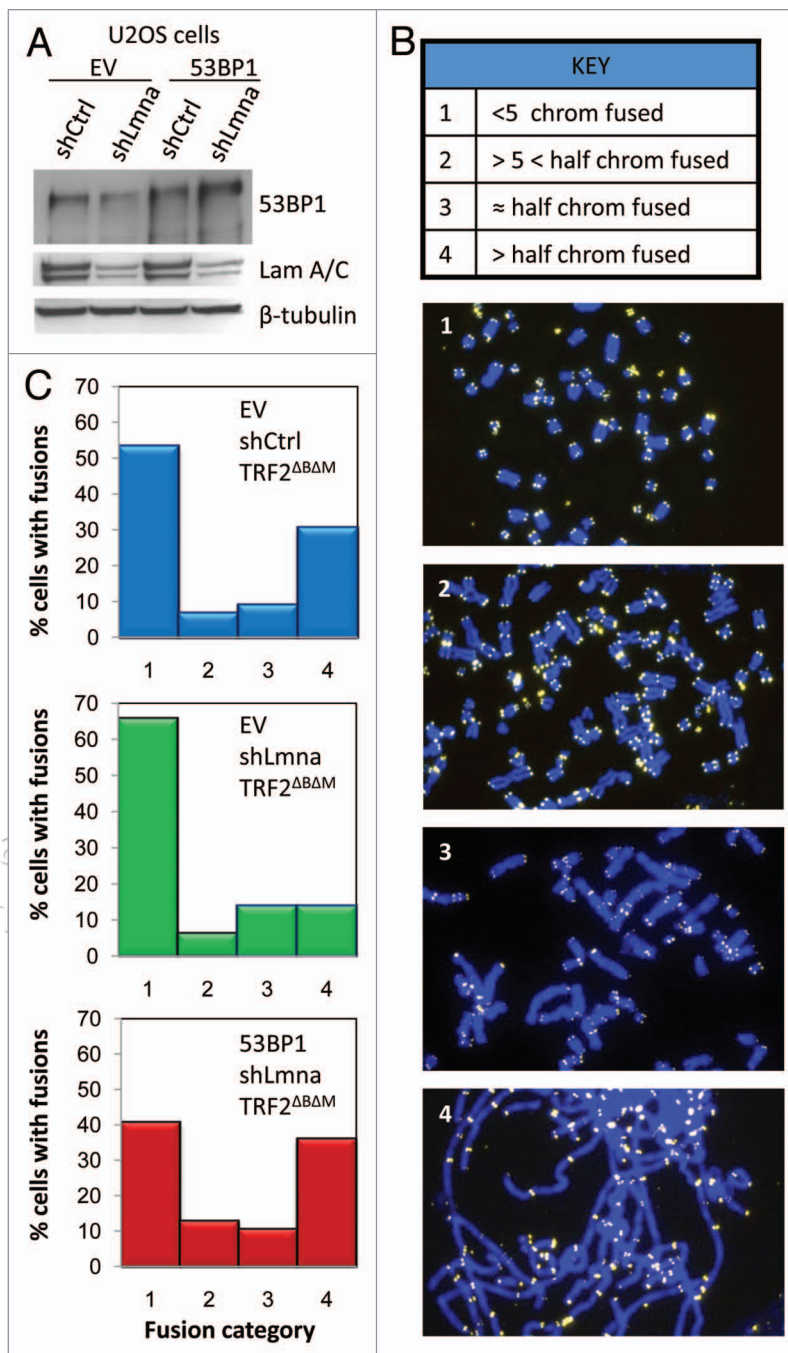 A
U2OS cells
EV 53BP1
shCtrl shLmna shCtrl shLmna
53BP1
Lam A/C
β-tubulin
B
KEY
1 <5 chrom fused
2 > 5 < half chrom fused
3 ≈ half chrom fused
4 > half chrom fused
1
2
3
4
C
% cells with fusions
70
60
50
40
30
20
10
0
EV
shCtrl
TRF2ΔBΔM
1 2 3 4
% cells with fusions
70
60
50
40
30
20
10
0
EV
shLmna
TRF2ΔBΔM
1 2 3 4
% cells with fusions
70
60
50
40
30
20
10
0
53BP1
shLmna
TRF2ΔBΔM
1 2 3 4
Fusion category